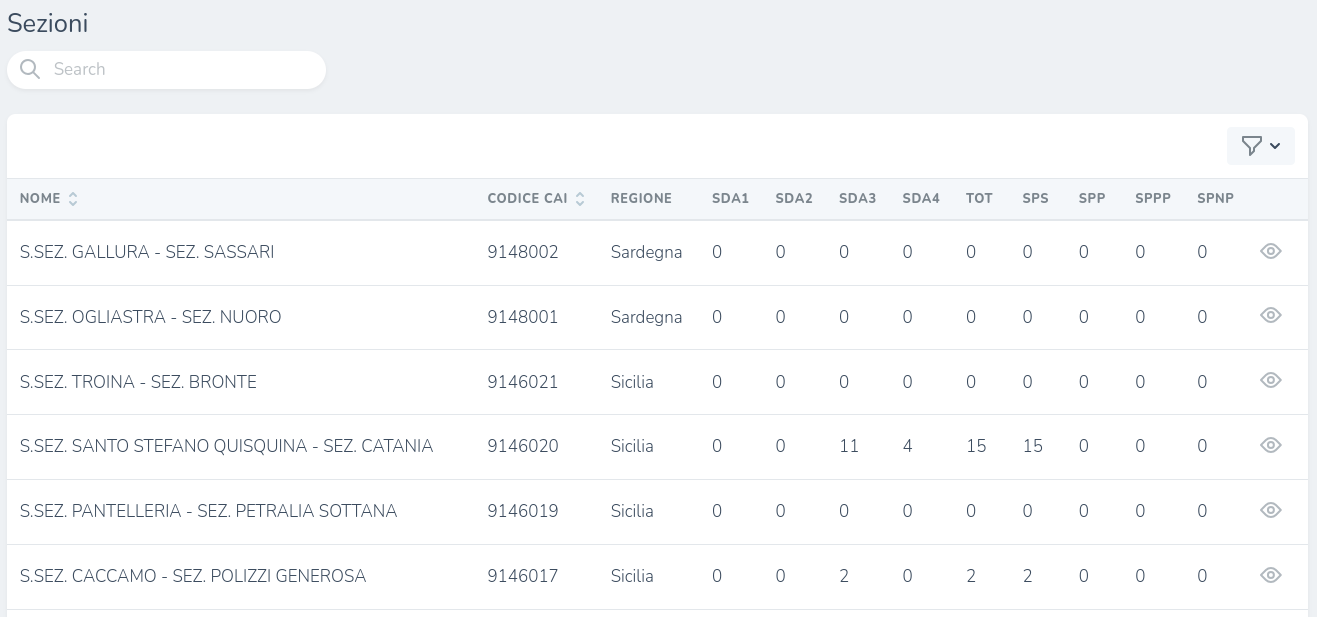 Sezioni
Search
NOME CODICE CAI REGIONE SDA1 SDA2 SDA3 SDA4 TOT SPS SPP SPPP SPNP
S.SEZ. GALLURA - SEZ. SASSARI 9148002 Sardegna 0 0 0 0 0 0 0 0 0
S.SEZ. OGLIASTRA - SEZ. NUORO 9148001 Sardegna 0 0 0 0 0 0 0 0 0
S.SEZ. TROINA - SEZ. BRONTE 9146021 Sicilia 0 0 0 0 0 0 0 0 0
S.SEZ. SANTO STEFANO QUISQUINA - SEZ. CATANIA 9146020 Sicilia 0 0 11 4 15 15 0 0 0
S.SEZ. PANTELLERIA - SEZ. PETRALIA SOTTANA 9146019 Sicilia 0 0 0 0 0 0 0 0 0
S.SEZ. CACCAMO - SEZ. POLIZZI GENEROSA 9146017 Sicilia 0 0 2 0 2 2 0 0 0